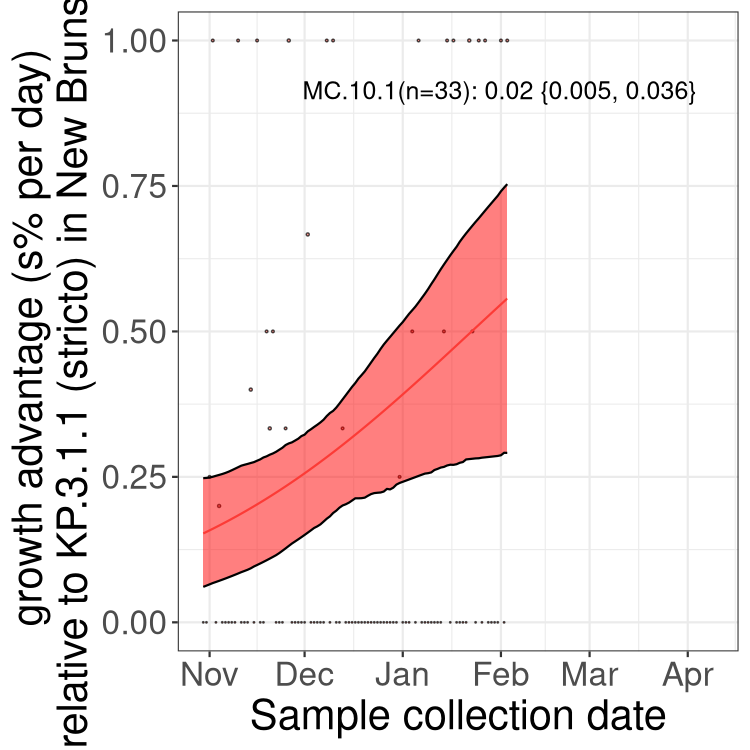 growth advantage (s% per day)
relative to KP.3.1.1 (stricto) in New Bruns
1.00
0.75
0.50
0.25
0.00
MC.10.1(n=33): 0.02 {0.005, 0.036}
Nov Dec Jan Feb Mar Apr
Sample collection date